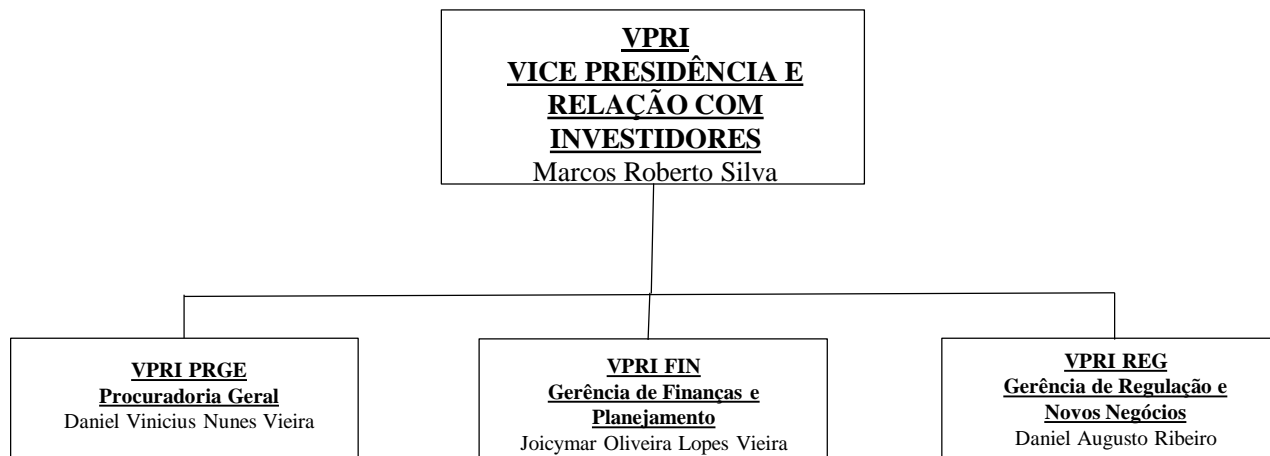 VPRI
VICE PRESIDÊNCIA E
RELAÇÃO COM
INVESTIDORES
Marcos Roberto Silva
VPRI PRGE
Procuradoria Geral
Daniel Vinicius Nunes Vieira
VPRI FIN
Gerência de Finanças e
Planejamento
Joicymar Oliveira Lopes Vieira
VPRI REG
Gerência de Regulação e
Novos Negócios
Daniel Augusto Ribeiro